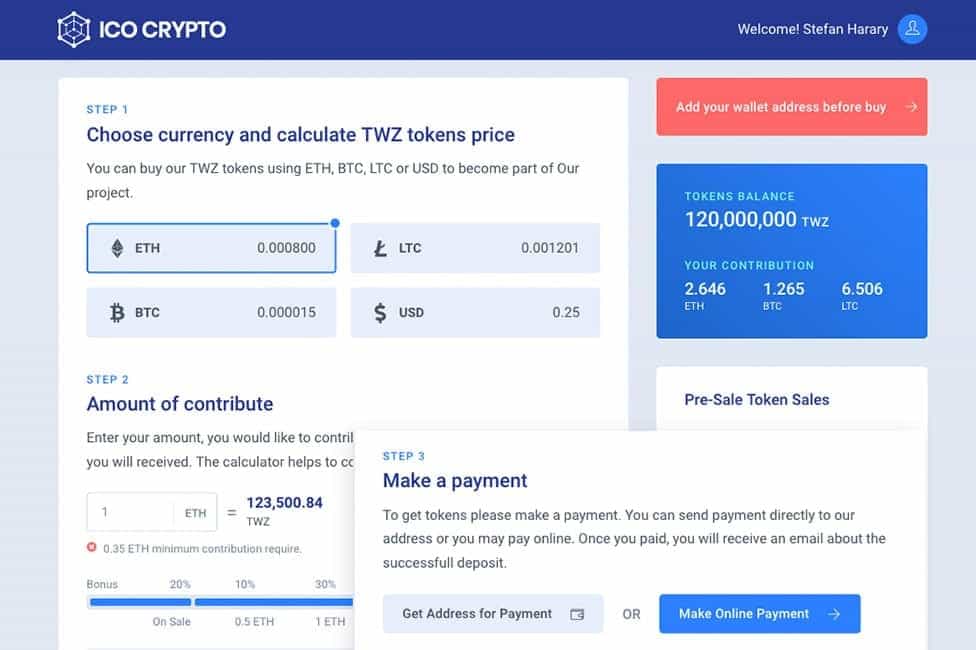 ICO CRYPTO
Welcome! Stefan Harary
STEP 1
Choose currency and calculate TWZ tokens price
You can buy our TWZ tokens using ETH, BTC, LTC or USD to become part of Our
project.
ETH 0.000800
LTC 0.001201
BTC 0.000015
USD 0.25
STEP 2
Amount of contribute
Enter your amount, you would like to contril
you will received. The calculator helps to cc
1 ETH = 123,500.84
TWZ
0.35 ETH minimum contribution require.
Bonus 20% 10% 30%
On Sale 0.5 ETH 1 ETH
Add your wallet address before buy →
TOKENS BALANCE
120,000,000 TWZ
YOUR CONTRIBUTION
2.646 1.265 6.506
ETH BTC LTC
Pre-Sale Token Sales
STEP 3
Make a payment
To get tokens please make a payment. You can send payment directly to our
address or you may pay online. Once you paid, you will receive an email about the
successfull deposit.
Get Address for Payment OR Make Online Payment →